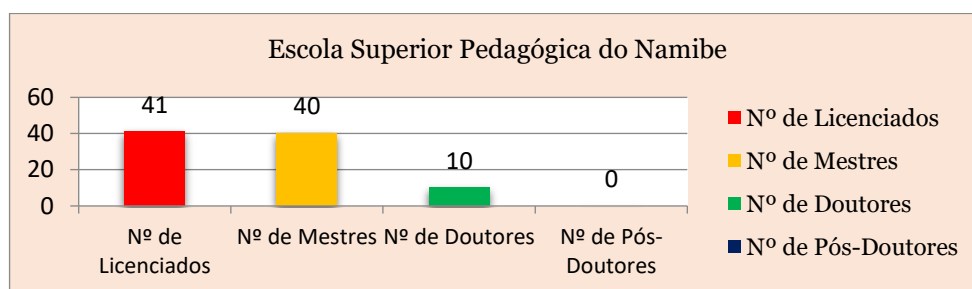 Escola Superior Pedagógica do Namibe
60
40
20
0
41
40
10
0
Nº de
Licenciados
Nº de Mestres
Nº de Doutores
Nº de Pós-
Doutores
Nº de Licenciados
Nº de Mestres
Nº de Doutores
Nº de Pós-Doutores